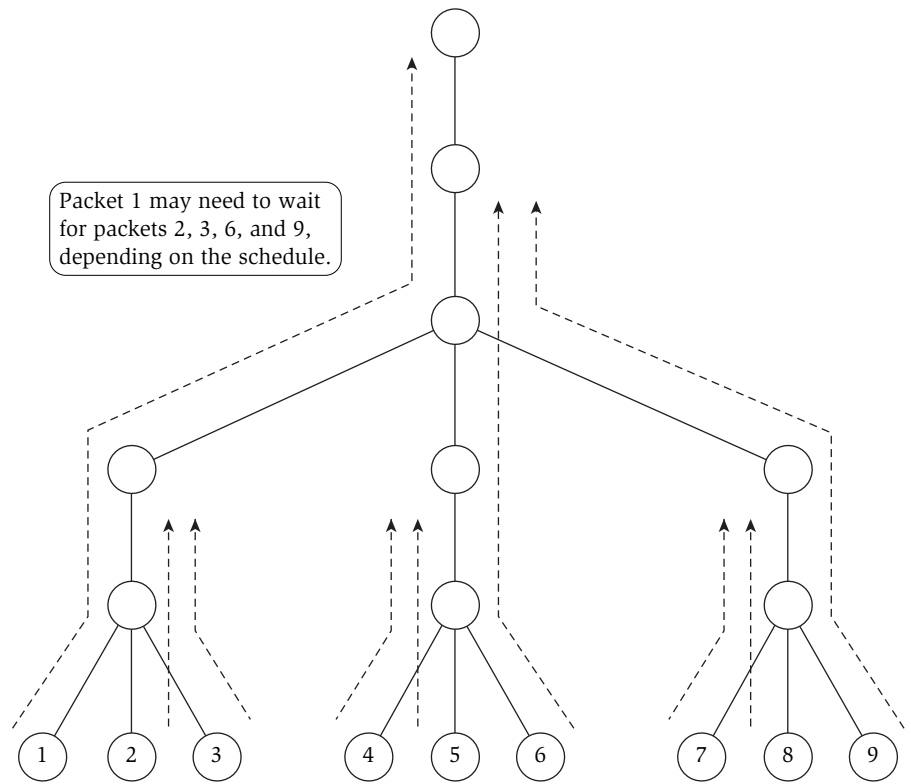 Packet 1 may need to wait
for packets 2, 3, 6, and 9,
depending on the schedule.
1 2 3 4 5 6 7 8 9